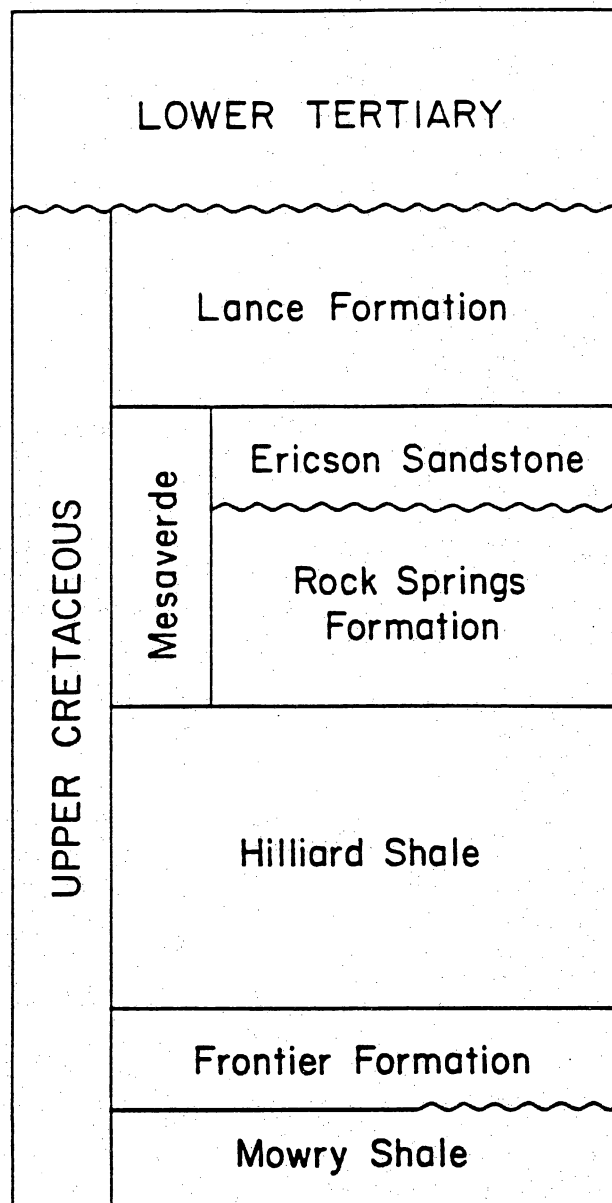 LOWER TERTIARY
UPPER CRETACEOUS
Lance Formation
Mesaverde
Ericson Sandstone
Rock Springs
Formation
Hilliard Shale
Frontier Formation
Mowry Shale